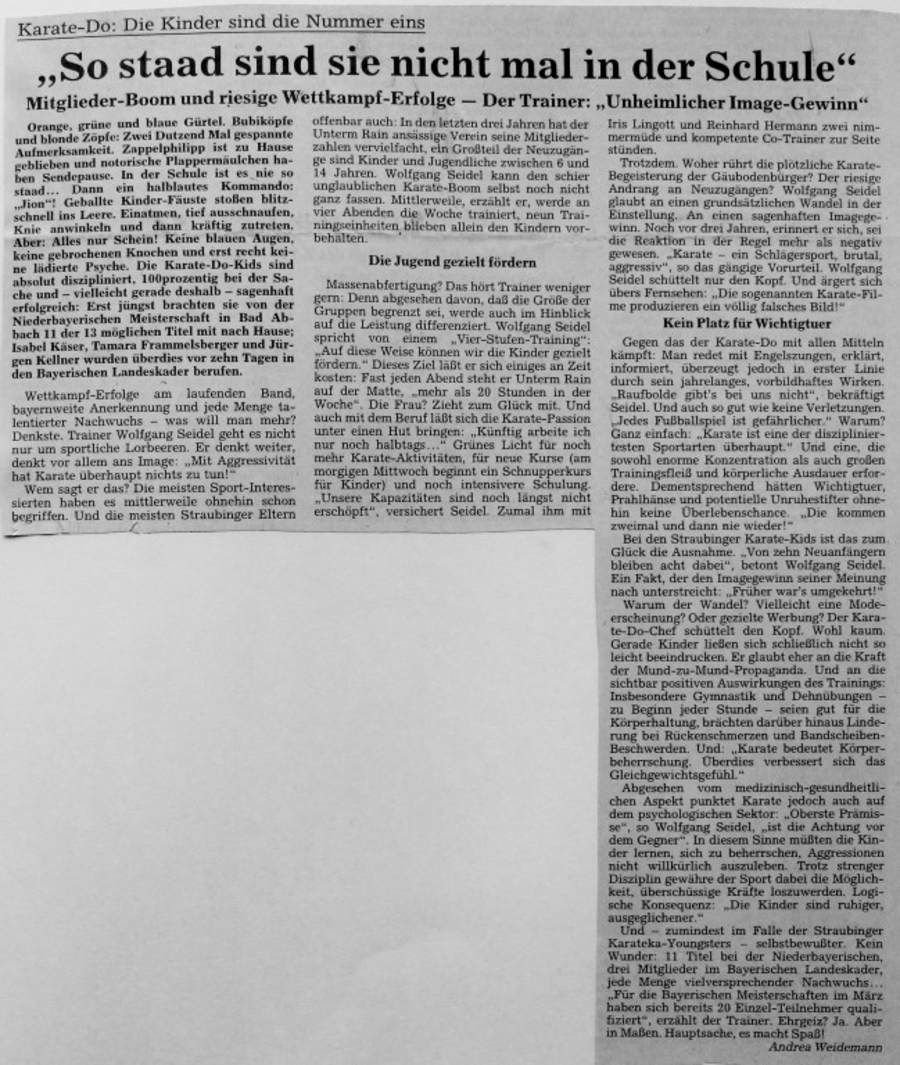 Karate-Do: Die Kinder sind die Nummer eins
„So staad sind sie nicht mal in der Schule“
Mitglieder-Boom und riesige Wettkampf-Erfolge — Der Trainer: „Unheimlicher Image-Gewinn“
Orange, grüne und blaue Gürtel. Bubiköpfe
und blonde Zöpfe: Zwei Dutzend Mal gespannte
Aufmerksamkeit. Zappelphilipp ist zu Hause
geblieben und notorische Plappermäulchen ha-
ben Sendepause. In der Schule ist es nie so
staad... Dann ein halblautes Kommando:
„Jion“! Geballte Kinder-Fäuste stoßen blitz-
schnell ins Leere. Einatmen, tief ausschnaufen,
Knie anwinkeln und dann kräftig zutreten.
Aber: Alles nur Schein! Keine blauen Augen,
keine gebrochenen Knochen und erst recht kei-
ne lädierte Psyche. Die Karate-Do-Kids sind
absolut diszipliniert, 100prozentig bei der Sa-
che und – vielleicht gerade deshalb – sagenhaft
erfolgreich: Erst jüngst brachten sie von der
Niederbayerischen Meisterschaft in Bad Ab-
bach 11 der 13 möglichen Titel mit nach Hause;
Isabel Käser, Tamara Frammelsberger und Jür-
gen Kellner wurden überdies vor zehn Tagen in
den Bayerischen Landeskader berufen.
Wettkampf-Erfolge am laufenden Band,
bayernweite Anerkennung und jede Menge ta-
lentierter Nachwuchs – was will man mehr?
Denkste. Trainer Wolfgang Seidel geht es nicht
nur um sportliche Lorbeeren. Er denkt weiter,
denkt vor allem ans Image: „Mit Aggressivität
hat Karate überhaupt nichts zu tun!“
Wem sagt er das? Die meisten Sport-Interes-
sierten haben es mittlerweile ohnehin schon
begriffen. Und die meisten Straubinger Eltern
offenbar auch: In den letzten drei Jahren hat der
Unterm Rain ansässige Verein seine Mitglieder-
zahlen vervielfacht, ein Großteil der Neuzugän-
ge sind Kinder und Jugendliche zwischen 6 und
14 Jahren. Wolfgang Seidel kann den schier
unglaublichen Karate-Boom selbst noch nicht
ganz fassen. Mittlerweile, erzählt er, werde an
vier Abenden die Woche trainiert, neun Trai-
ningseinheiten blieben allein den Kindern vor-
behalten.
Die Jugend gezielt fördern
Massenabfertigung? Das hört Trainer weniger
gern: Denn abgesehen davon, daß die Größe der
Gruppen begrenzt sei, werde auch im Hinblick
auf die Leistung differenziert. Wolfgang Seidel
spricht von einem „Vier-Stufen-Training“:
„Auf diese Weise können wir die Kinder gezielt
fördern.“ Dieses Ziel läßt er sich einiges an Zeit
kosten: Fast jeden Abend steht er Unterm Rain
auf der Matte, „mehr als 20 Stunden in der
Woche“. Die Frau? Zieht zum Glück mit. Und
auch mit dem Beruf läßt sich die Karate-Passion
unter einen Hut bringen: „Künftig arbeite ich
nur noch halbtags...“ Grünes Licht für noch
mehr Karate-Aktivitäten, für neue Kurse (am
morgigen Mittwoch beginnt ein Schnupperkurs
für Kinder) und noch intensivere Schulung.
„Unsere Kapazitäten sind noch längst nicht
erschöpft“, versichert Seidel. Zumal ihm mit
Iris Lingott und Reinhard Hermann zwei nim-
mermüde und kompetente Co-Trainer zur Seite
stünden.
Trotzdem. Woher rührt die plötzliche Karate-
Begeisterung der Gäubodenbürger? Der riesige
Andrang an Neuzugängen? Wolfgang Seidel
glaubt an einen grundsätzlichen Wandel in der
Einstellung. An einen sagenhaften Imagege-
winn. Noch vor drei Jahren, erinnert er sich, sei
die Reaktion in der Regel mehr als negativ
gewesen. „Karate – ein Schlägersport, brutal,
aggressiv“, so das gängige Vorurteil. Wolfgang
Seidel schüttelt nur den Kopf. Und ärgert sich
übers Fernsehen: „Die sogenannten Karate-Fil-
me produzieren ein völlig falsches Bild!“
Kein Platz für Wichtigtuer
Gegen das der Karate-Do mit allen Mitteln
kämpft: Man redet mit Engelszungen, erklärt,
informiert, überzeugt jedoch in erster Linie
durch sein jahrelanges, vorbildhaftes Wirken.
„Raufbolde gibt's bei uns nicht“, bekräftigt
Seidel. Und auch so gut wie keine Verletzungen.
„Jedes Fußballspiel ist gefährlicher.“ Warum?
Ganz einfach: „Karate ist eine der disziplinier-
testen Sportarten überhaupt.“ Und eine, die
sowohl enorme Konzentration als auch großen
Trainingsfleiß und körperliche Ausdauer erfor-
dere. Dementsprechend hätten Wichtigtuer,
Prahlhänse und potentielle Unruhestifter ohne-
hin keine Überlebenschance. „Die kommen
zweimal und dann nie wieder!“
Bei den Straubinger Karate-Kids ist das zum
Glück die Ausnahme. „Von zehn Neuanfängern
bleiben acht dabei“, betont Wolfgang Seidel.
Ein Fakt, der den Imagegewinn seiner Meinung
nach unterstreicht: „Früher war's umgekehrt!“
Warum der Wandel? Vielleicht eine Mode-
erscheinung? Oder gezielte Werbung? Der Kara-
te-Do-Chef schüttelt den Kopf. Wohl kaum.
Gerade Kinder ließen sich schließlich nicht so
leicht beeindrucken. Er glaubt eher an die Kraft
der Mund-zu-Mund-Propaganda. Und an die
sichtbar positiven Auswirkungen des Trainings:
Insbesondere Gymnastik und Dehnübungen –
zu Beginn jeder Stunde – seien gut für die
Körperhaltung, brächten darüber hinaus Linde-
rung bei Rückenschmerzen und Bandscheiben-
Beschwerden. Und: „Karate bedeutet Körper-
beherrschung. Überdies verbessert sich das
Gleichgewichtsgefühl.“
Abgesehen vom medizinisch-gesundheitli-
chen Aspekt punktet Karate jedoch auch auf
dem psychologischen Sektor: „Oberste Prämis-
se“, so Wolfgang Seidel, „ist die Achtung vor
dem Gegner“. In diesem Sinne müßten die Kin-
der lernen, sich zu beherrschen, Aggressionen
nicht willkürlich auszuleben. Trotz strenger
Disziplin gewähre der Sport dabei die Möglich-
keit, überschüssige Kräfte loszuwerden. Logi-
sche Konsequenz: „Die Kinder sind ruhiger,
ausgeglichener.“
Und – zumindest im Falle der Straubinger
Karateka-Youngsters – selbstbewußter. Kein
Wunder: 11 Titel bei der Niederbayerischen,
drei Mitglieder im Bayerischen Landeskader,
jede Menge vielversprechender Nachwuchs...
„Für die Bayerischen Meisterschaften im März
haben sich bereits 20 Einzel-Teilnehmer quali-
fiziert“, erzählt der Trainer. Ehrgeiz? Ja. Aber
in Maßen. Hauptsache, es macht Spaß!
Andrea Weidemann